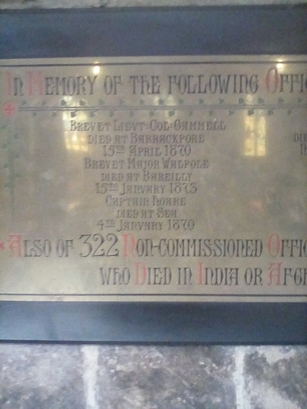 In Memory of the following Offi
Brevet Lieut-Col-Gammell
died at Barrackpore
15th April 1870
Brevet Major Walpole
died at Bareilly
15th January 1873
Captain Hoare
died at Sea
4th January 1870
Also of 322 Non-commissioned Offic
who Died in India or Afgh